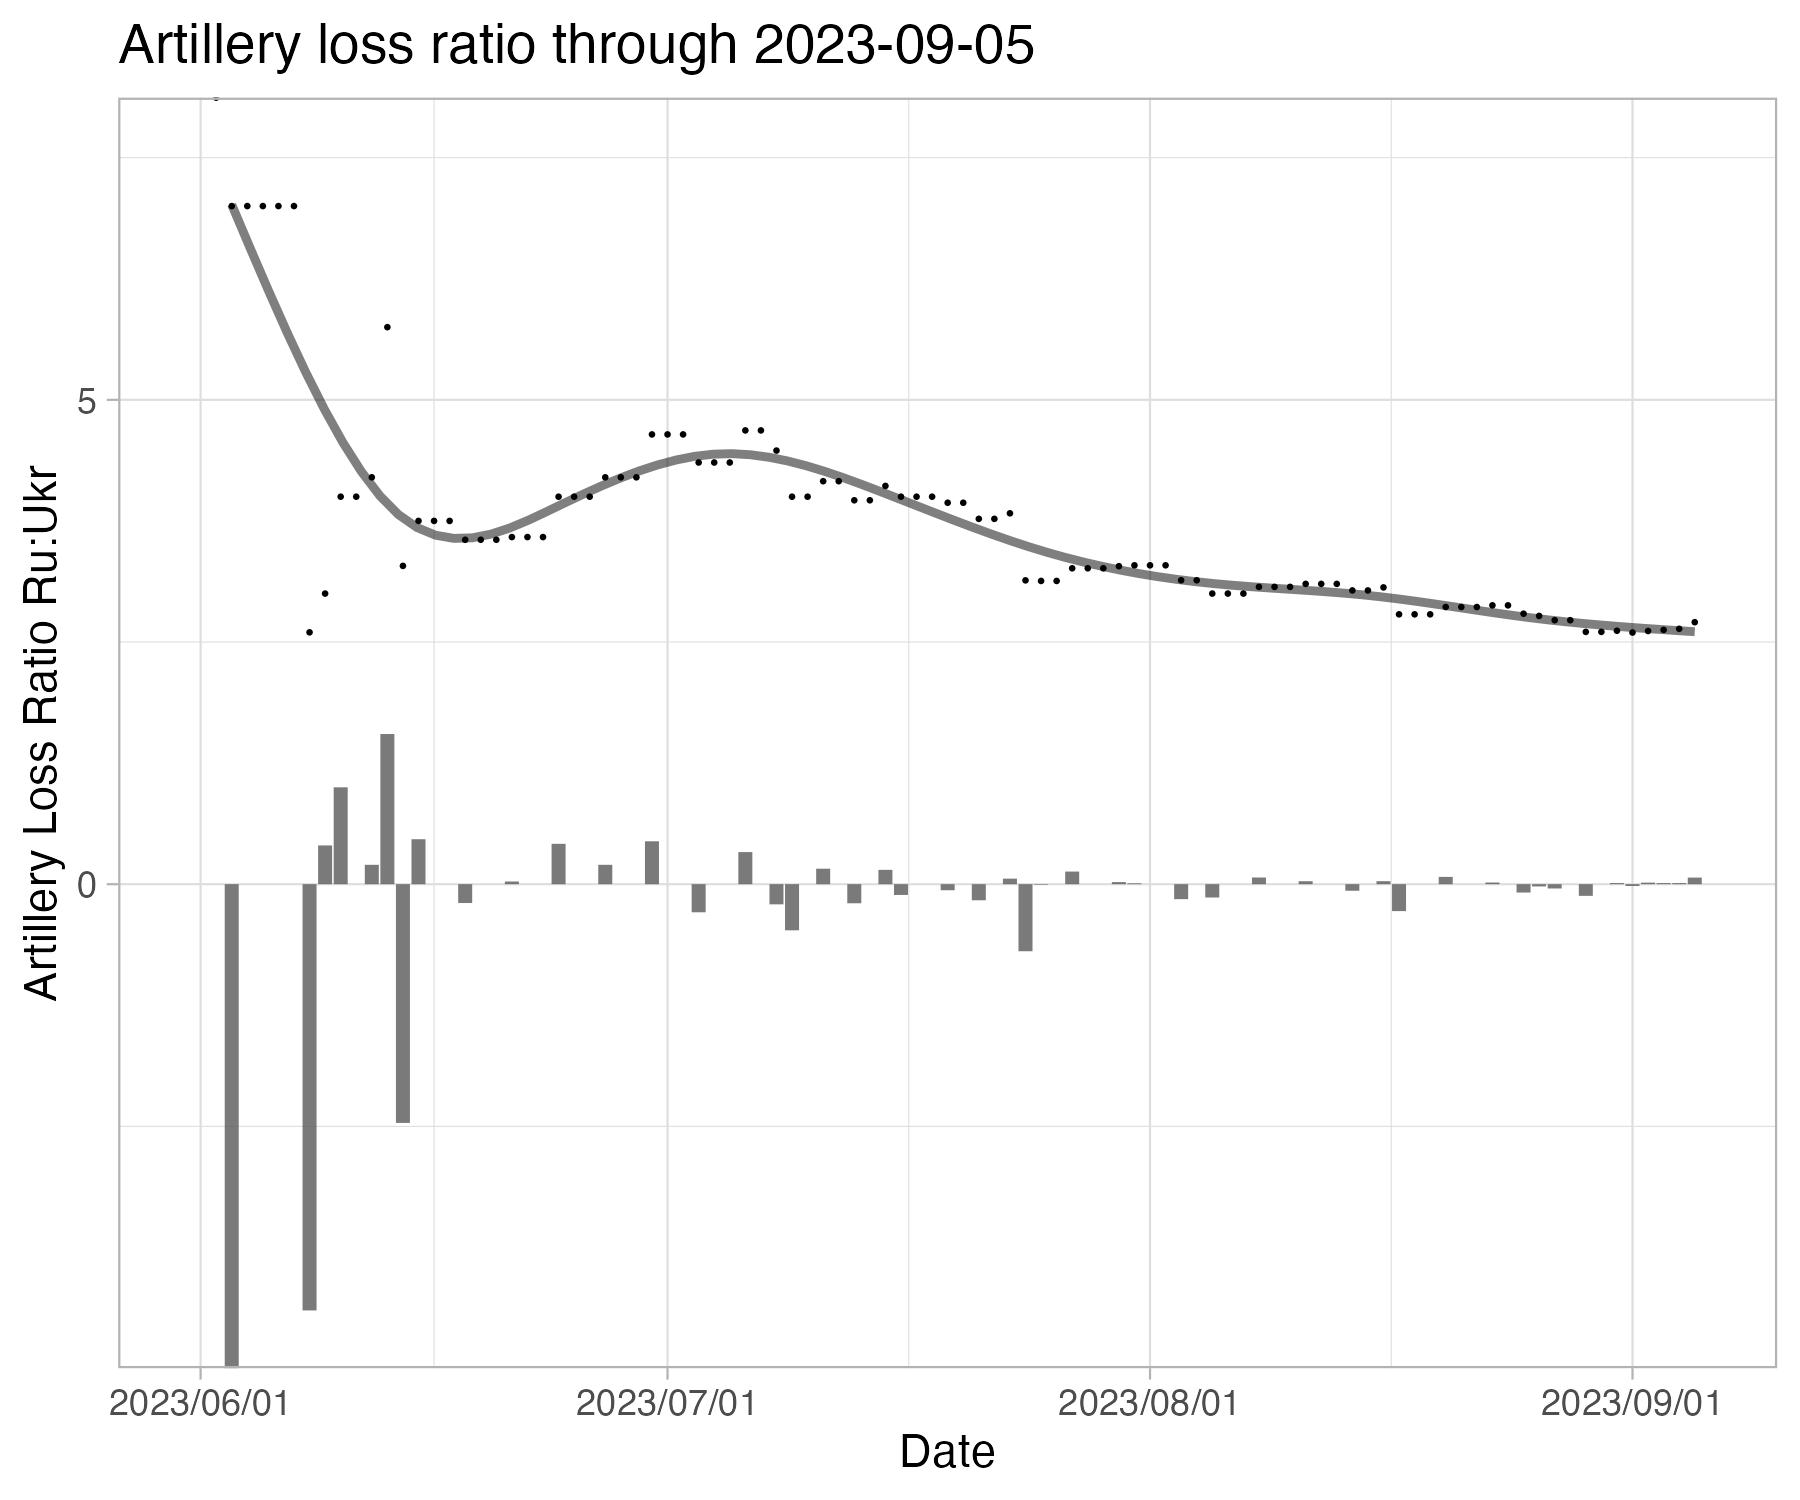 Artillery loss ratio through 2023-09-05
Artillery Loss Ratio Ru:Ukr
5
0
2023/06/01
2023/07/01
2023/08/01
2023/09/01
Date